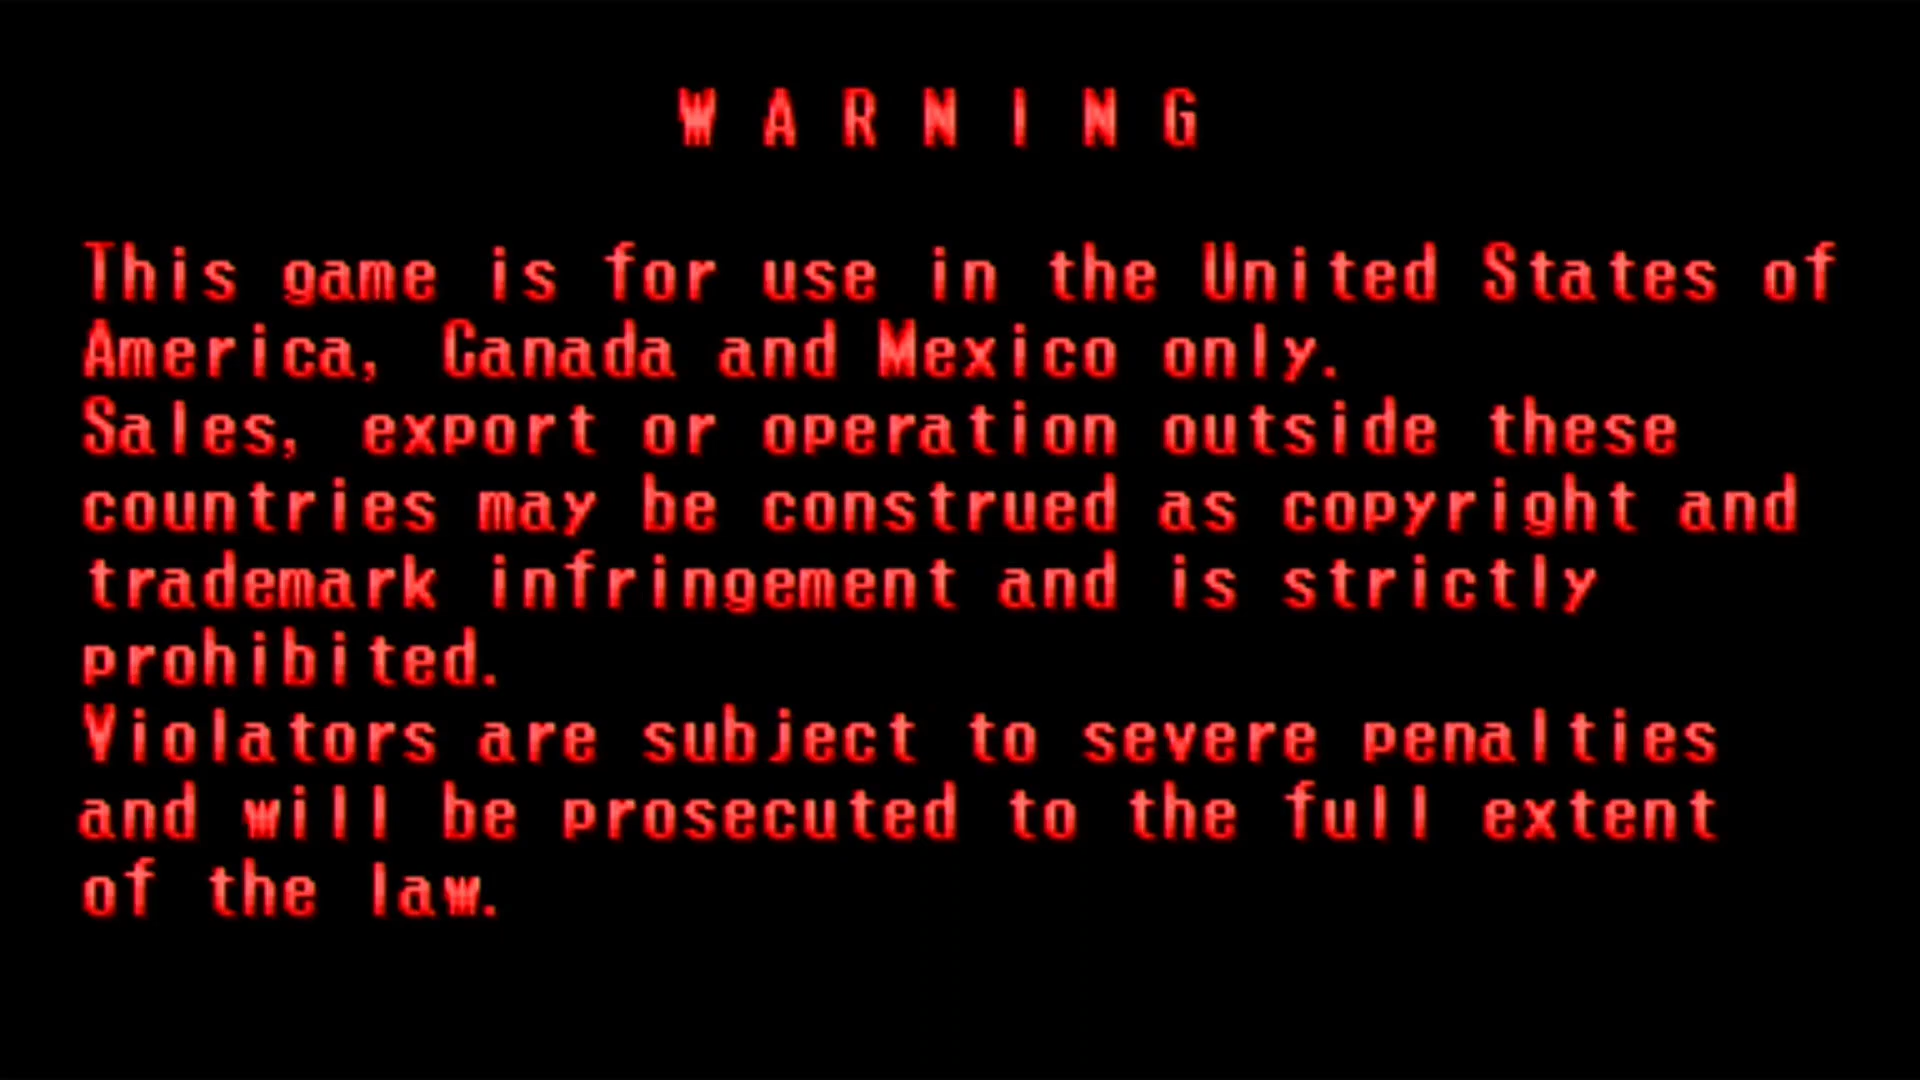 W A R N I N G
This game is for use in the United States of
America, Canada and Mexico only.
Sales, export or operation outside these
countries may be construed as copyright and
trademark infringement and is strictly
prohibited.
Violators are subject to severe penalties
and will be prosecuted to the full extent
of the law.